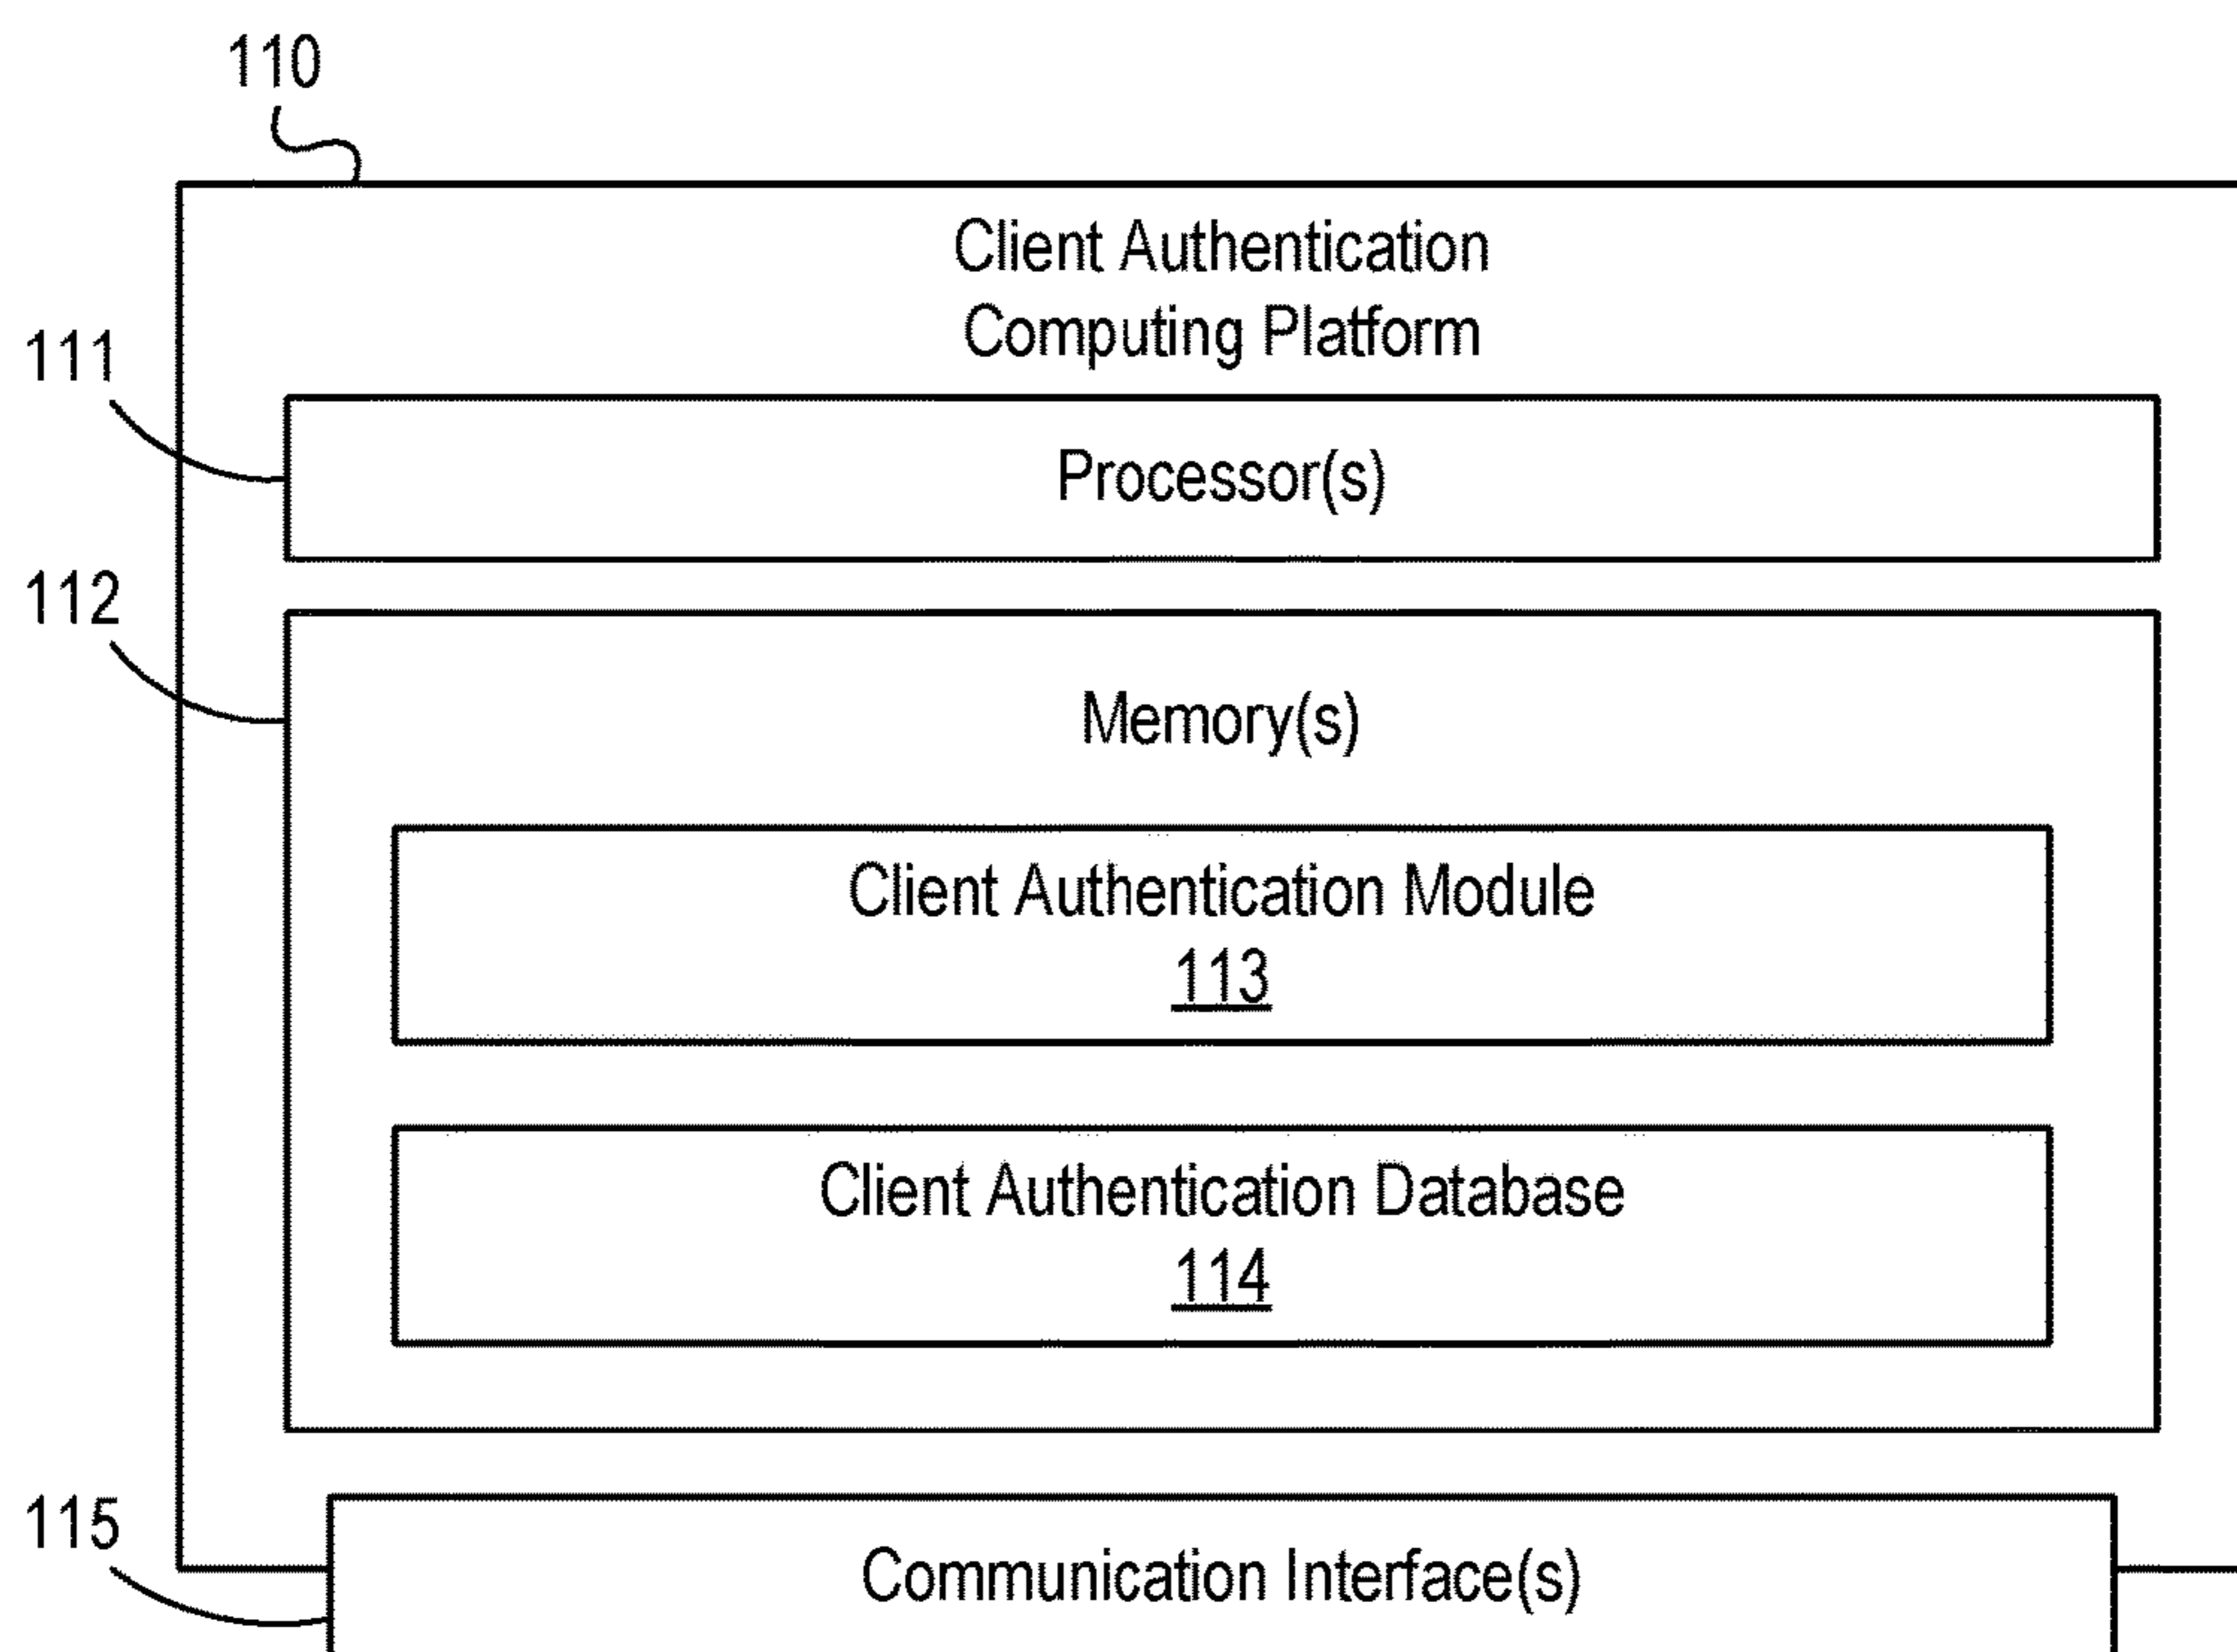 110
Client Authentication
Computing Platform
111
Processor(s)
112
Memory(s)
Client Authentication Module
113
Client Authentication Database
114
115
Communication Interface(s)